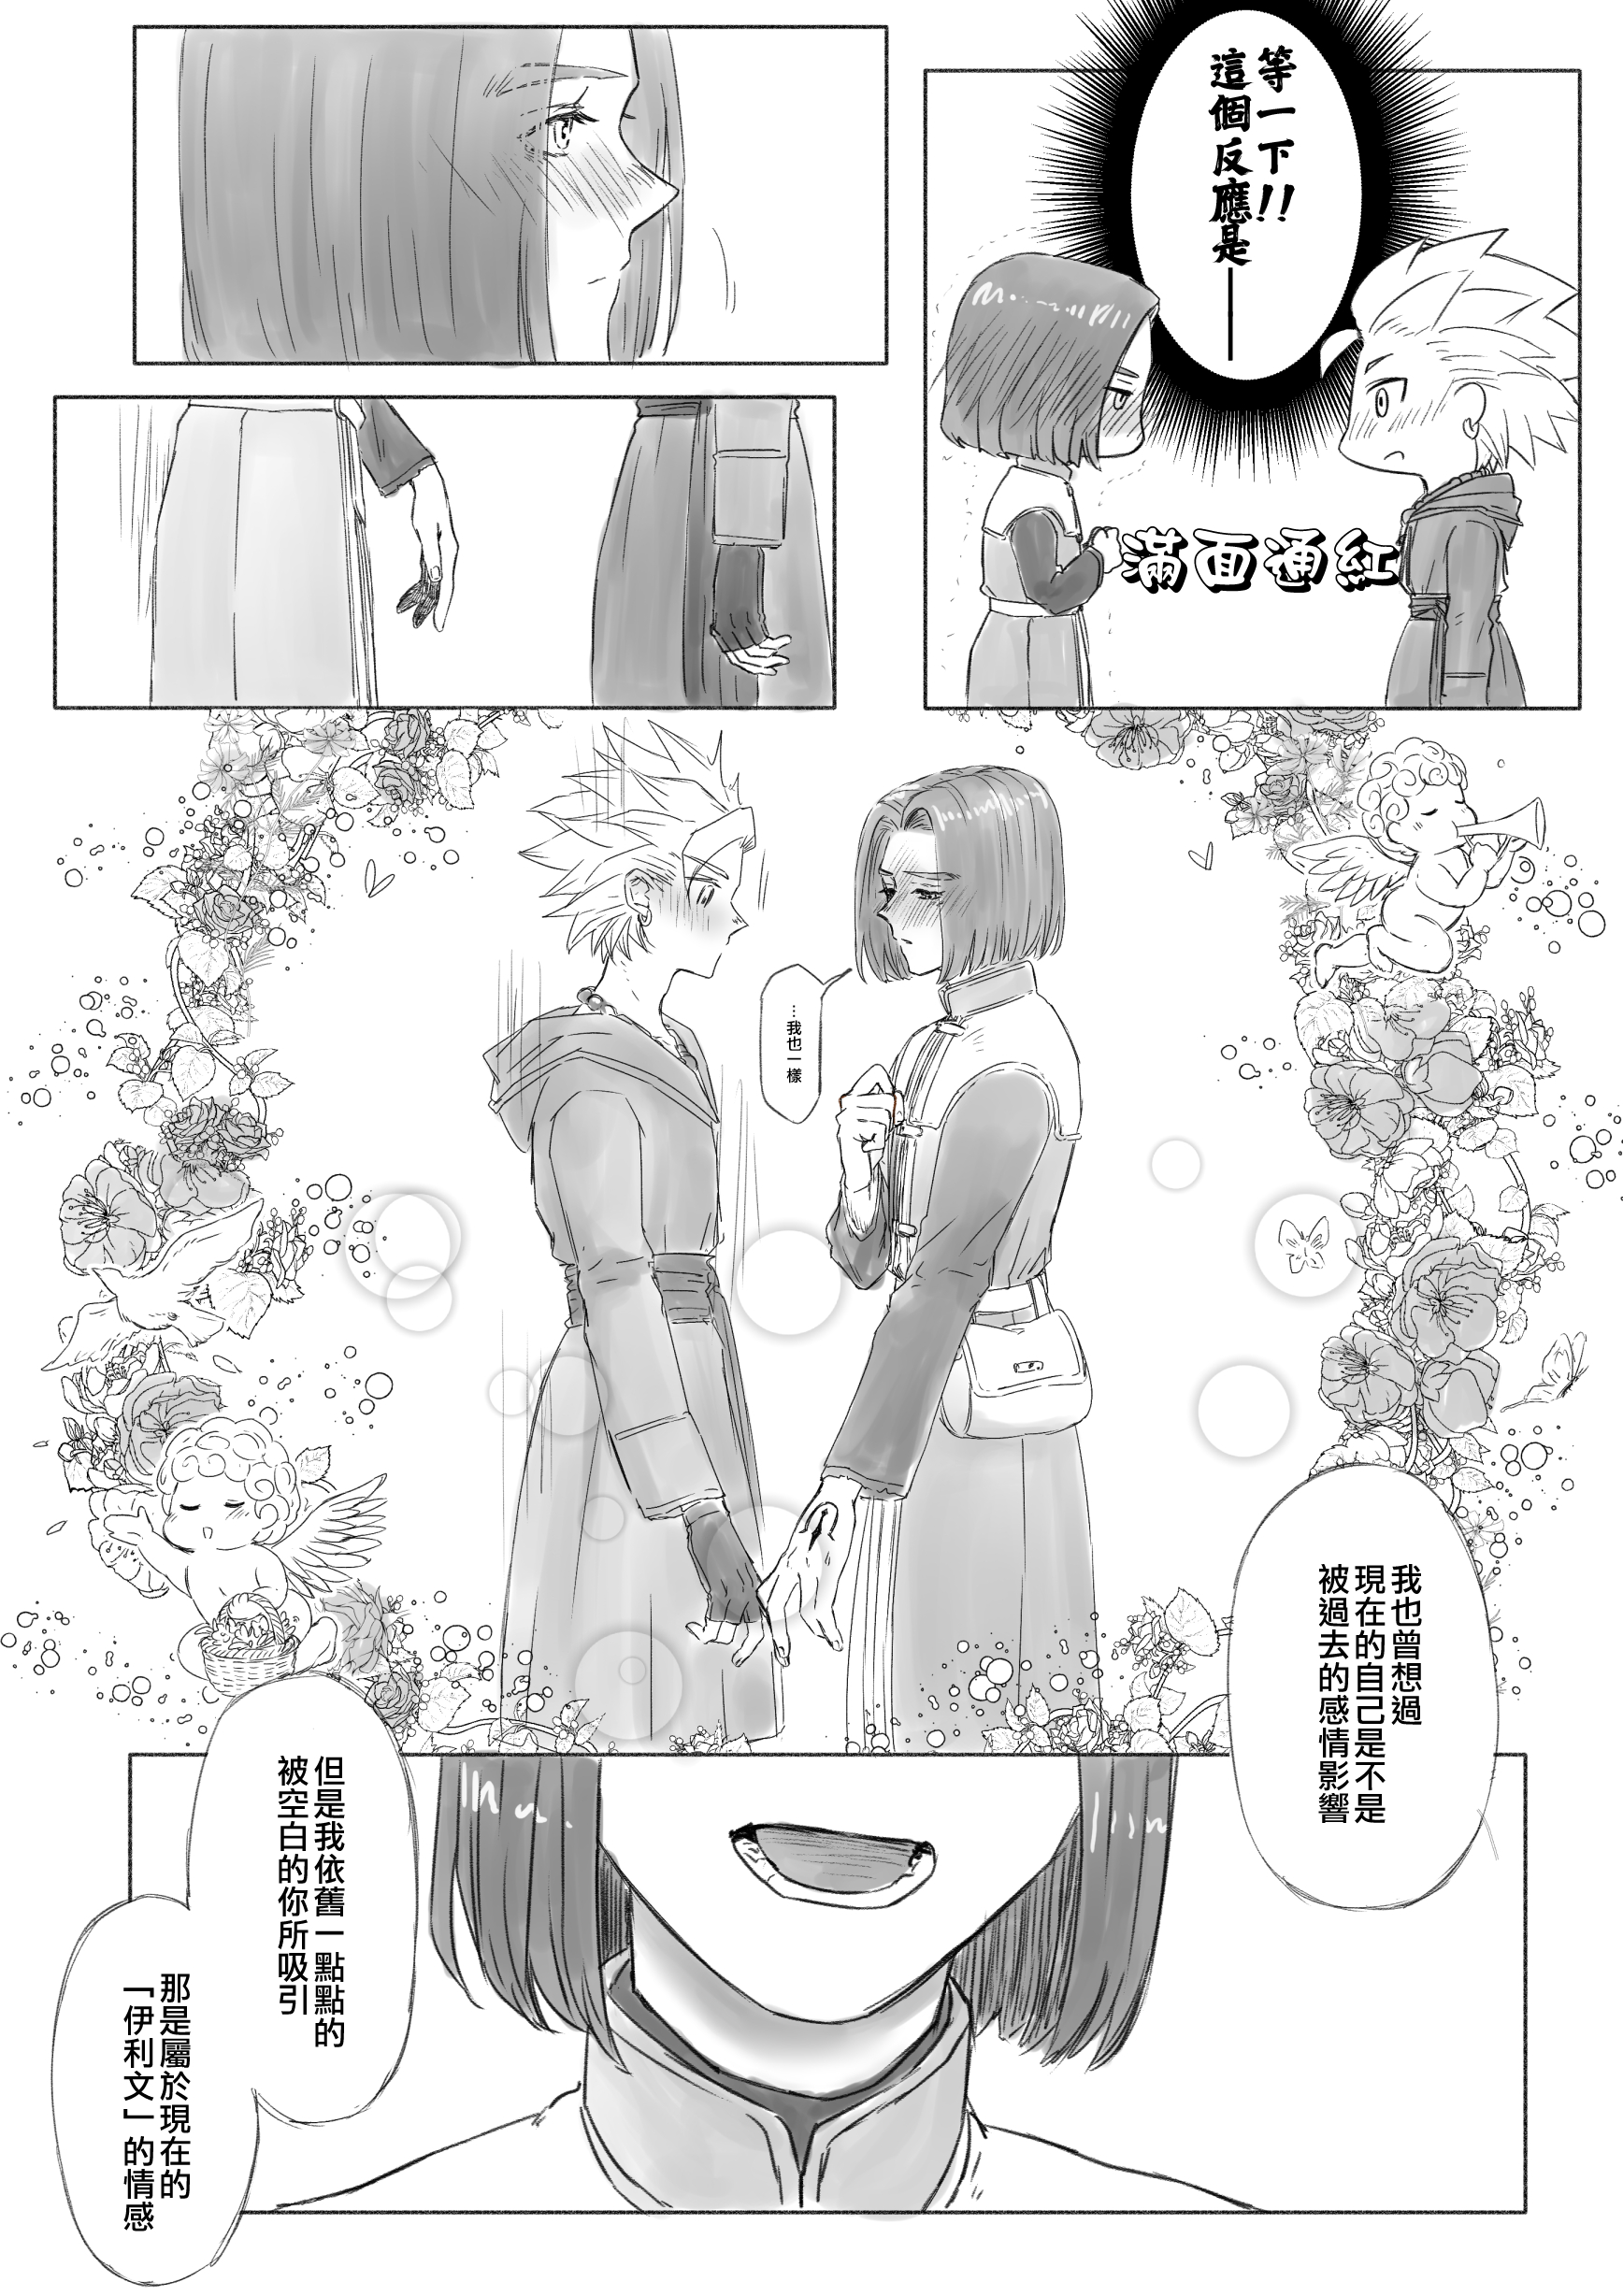 等一下!!
這個反應是——
滿面通紅
…我也一樣
我也曾想過
現在的自己是不是
被過去的感情影響
但是我依舊一點點的
被空白的你所吸引
那是屬於現在的
「伊利文」的情感